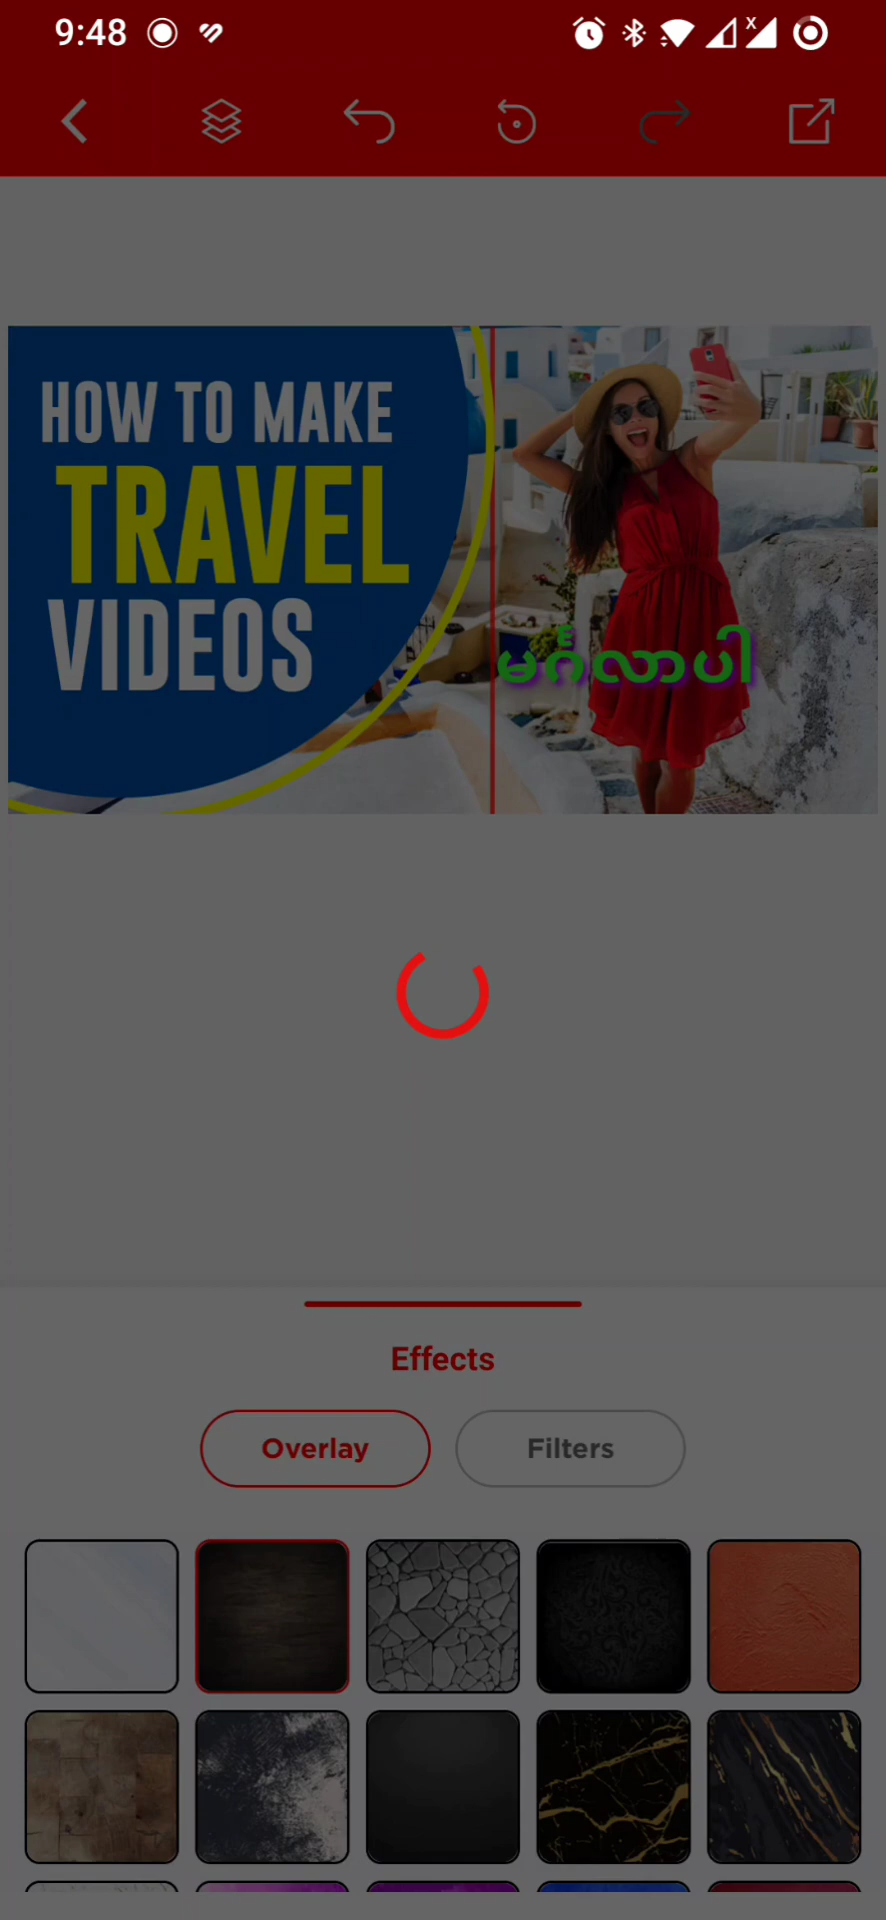 9:48
HOW TO MAKE
TRAVEL
VIDEOS
မင်္ဂလာပါ
Effects
Overlay
Filters